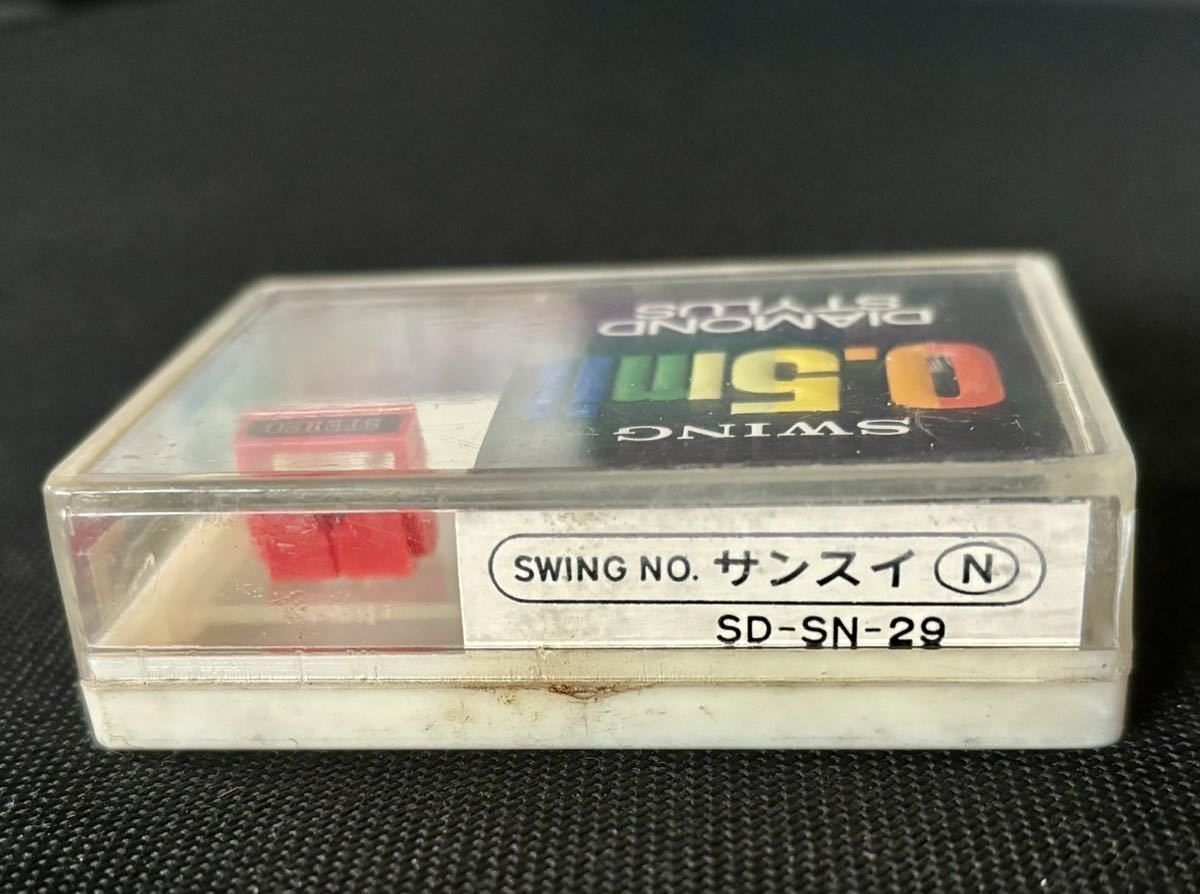 DIAMOND
STYLUS
0.5mil
SWING
STEREO
SWING NO. サンスイ Ⓝ
SD-SN-29